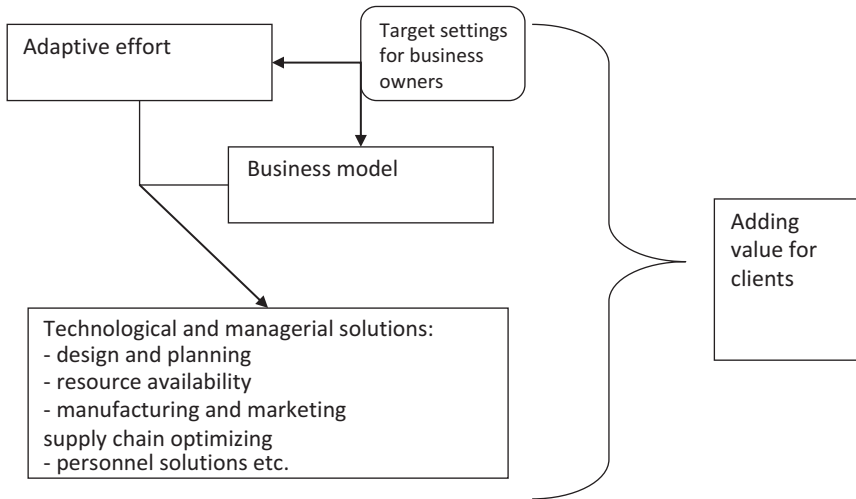 Adaptive effort
Target settings
for business
owners
Business model
Adding
value for
clients
Technological and managerial solutions:
- design and planning
- resource availability
- manufacturing and marketing
supply chain optimizing
- personnel solutions etc.